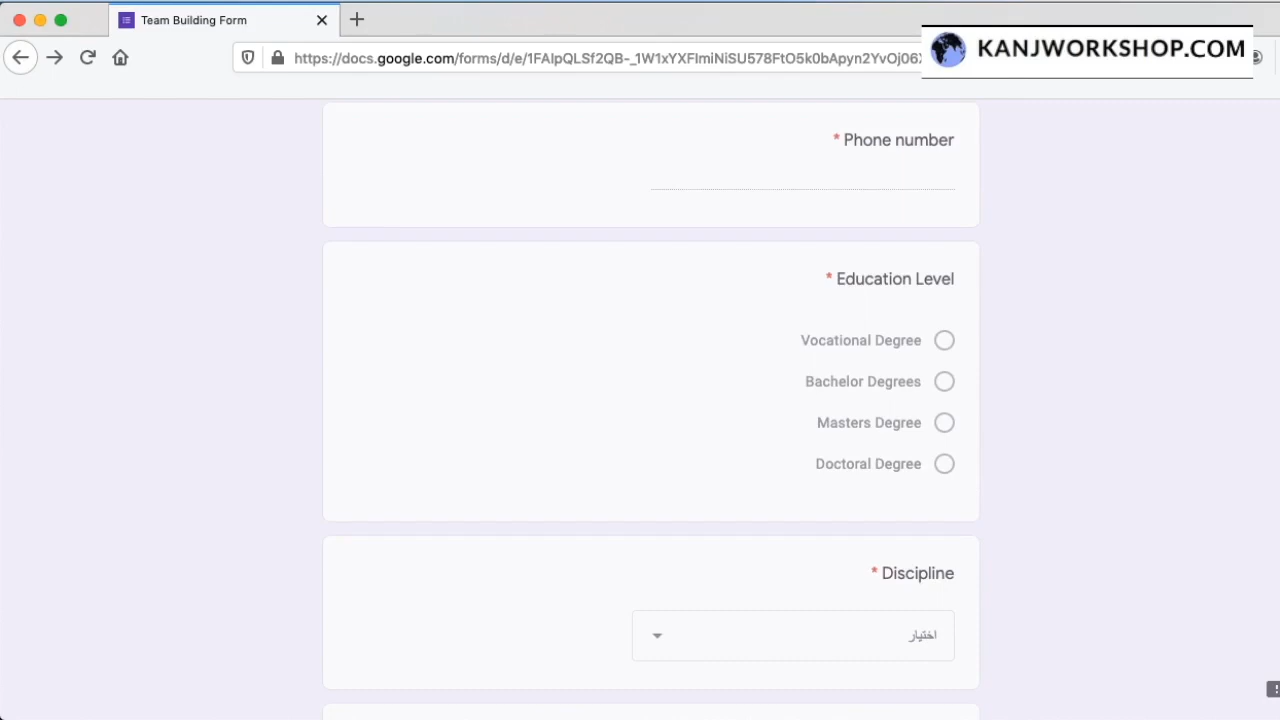 Team Building Form
https://docs.google.com/forms/d/e/1FAIpQLSf2QB-_1W1xYXFImiNiSU578FtO5k0bApyn2YvOj06
KANJWORKSHOP.COM
* Phone number
* Education Level
Vocational Degree
Bachelor Degrees
Masters Degree
Doctoral Degree
* Discipline
اختيار